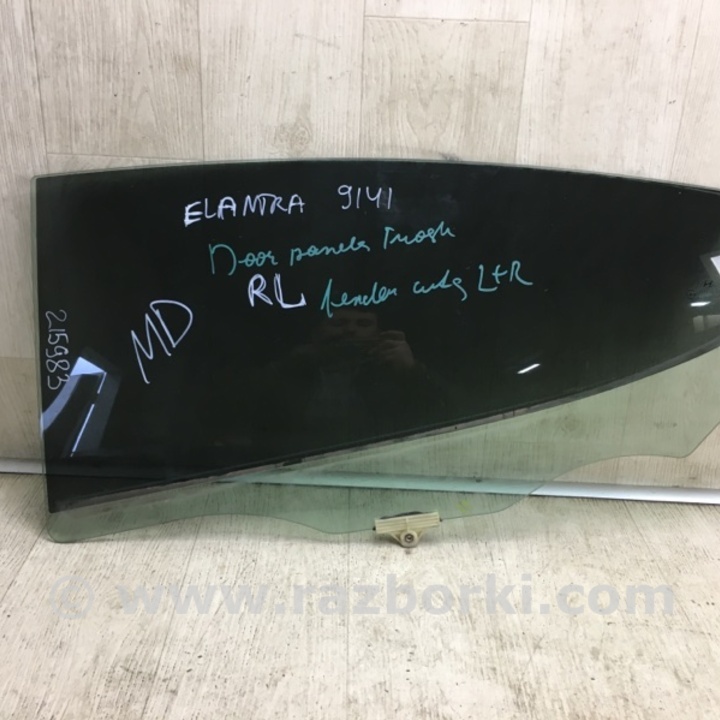 ELANTRA 9141
Door panels Trash
RL fender cuts L+R
MD
215983
© www.razborki.com